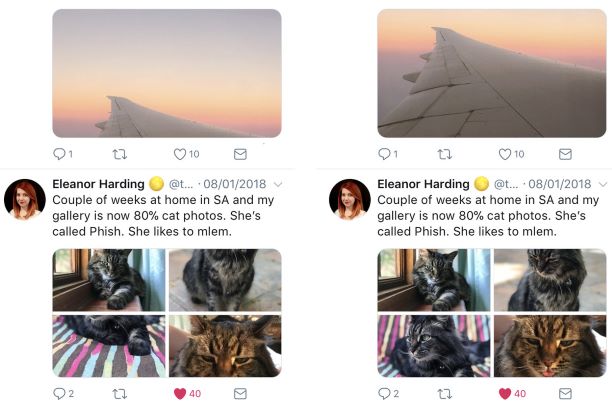 1 10
1 10
Eleanor Harding @t... · 08/01/2018
Couple of weeks at home in SA and my
gallery is now 80% cat photos. She's
called Phish. She likes to mlem.
2 40
Eleanor Harding @t... · 08/01/2018
Couple of weeks at home in SA and my
gallery is now 80% cat photos. She's
called Phish. She likes to mlem.
2 40